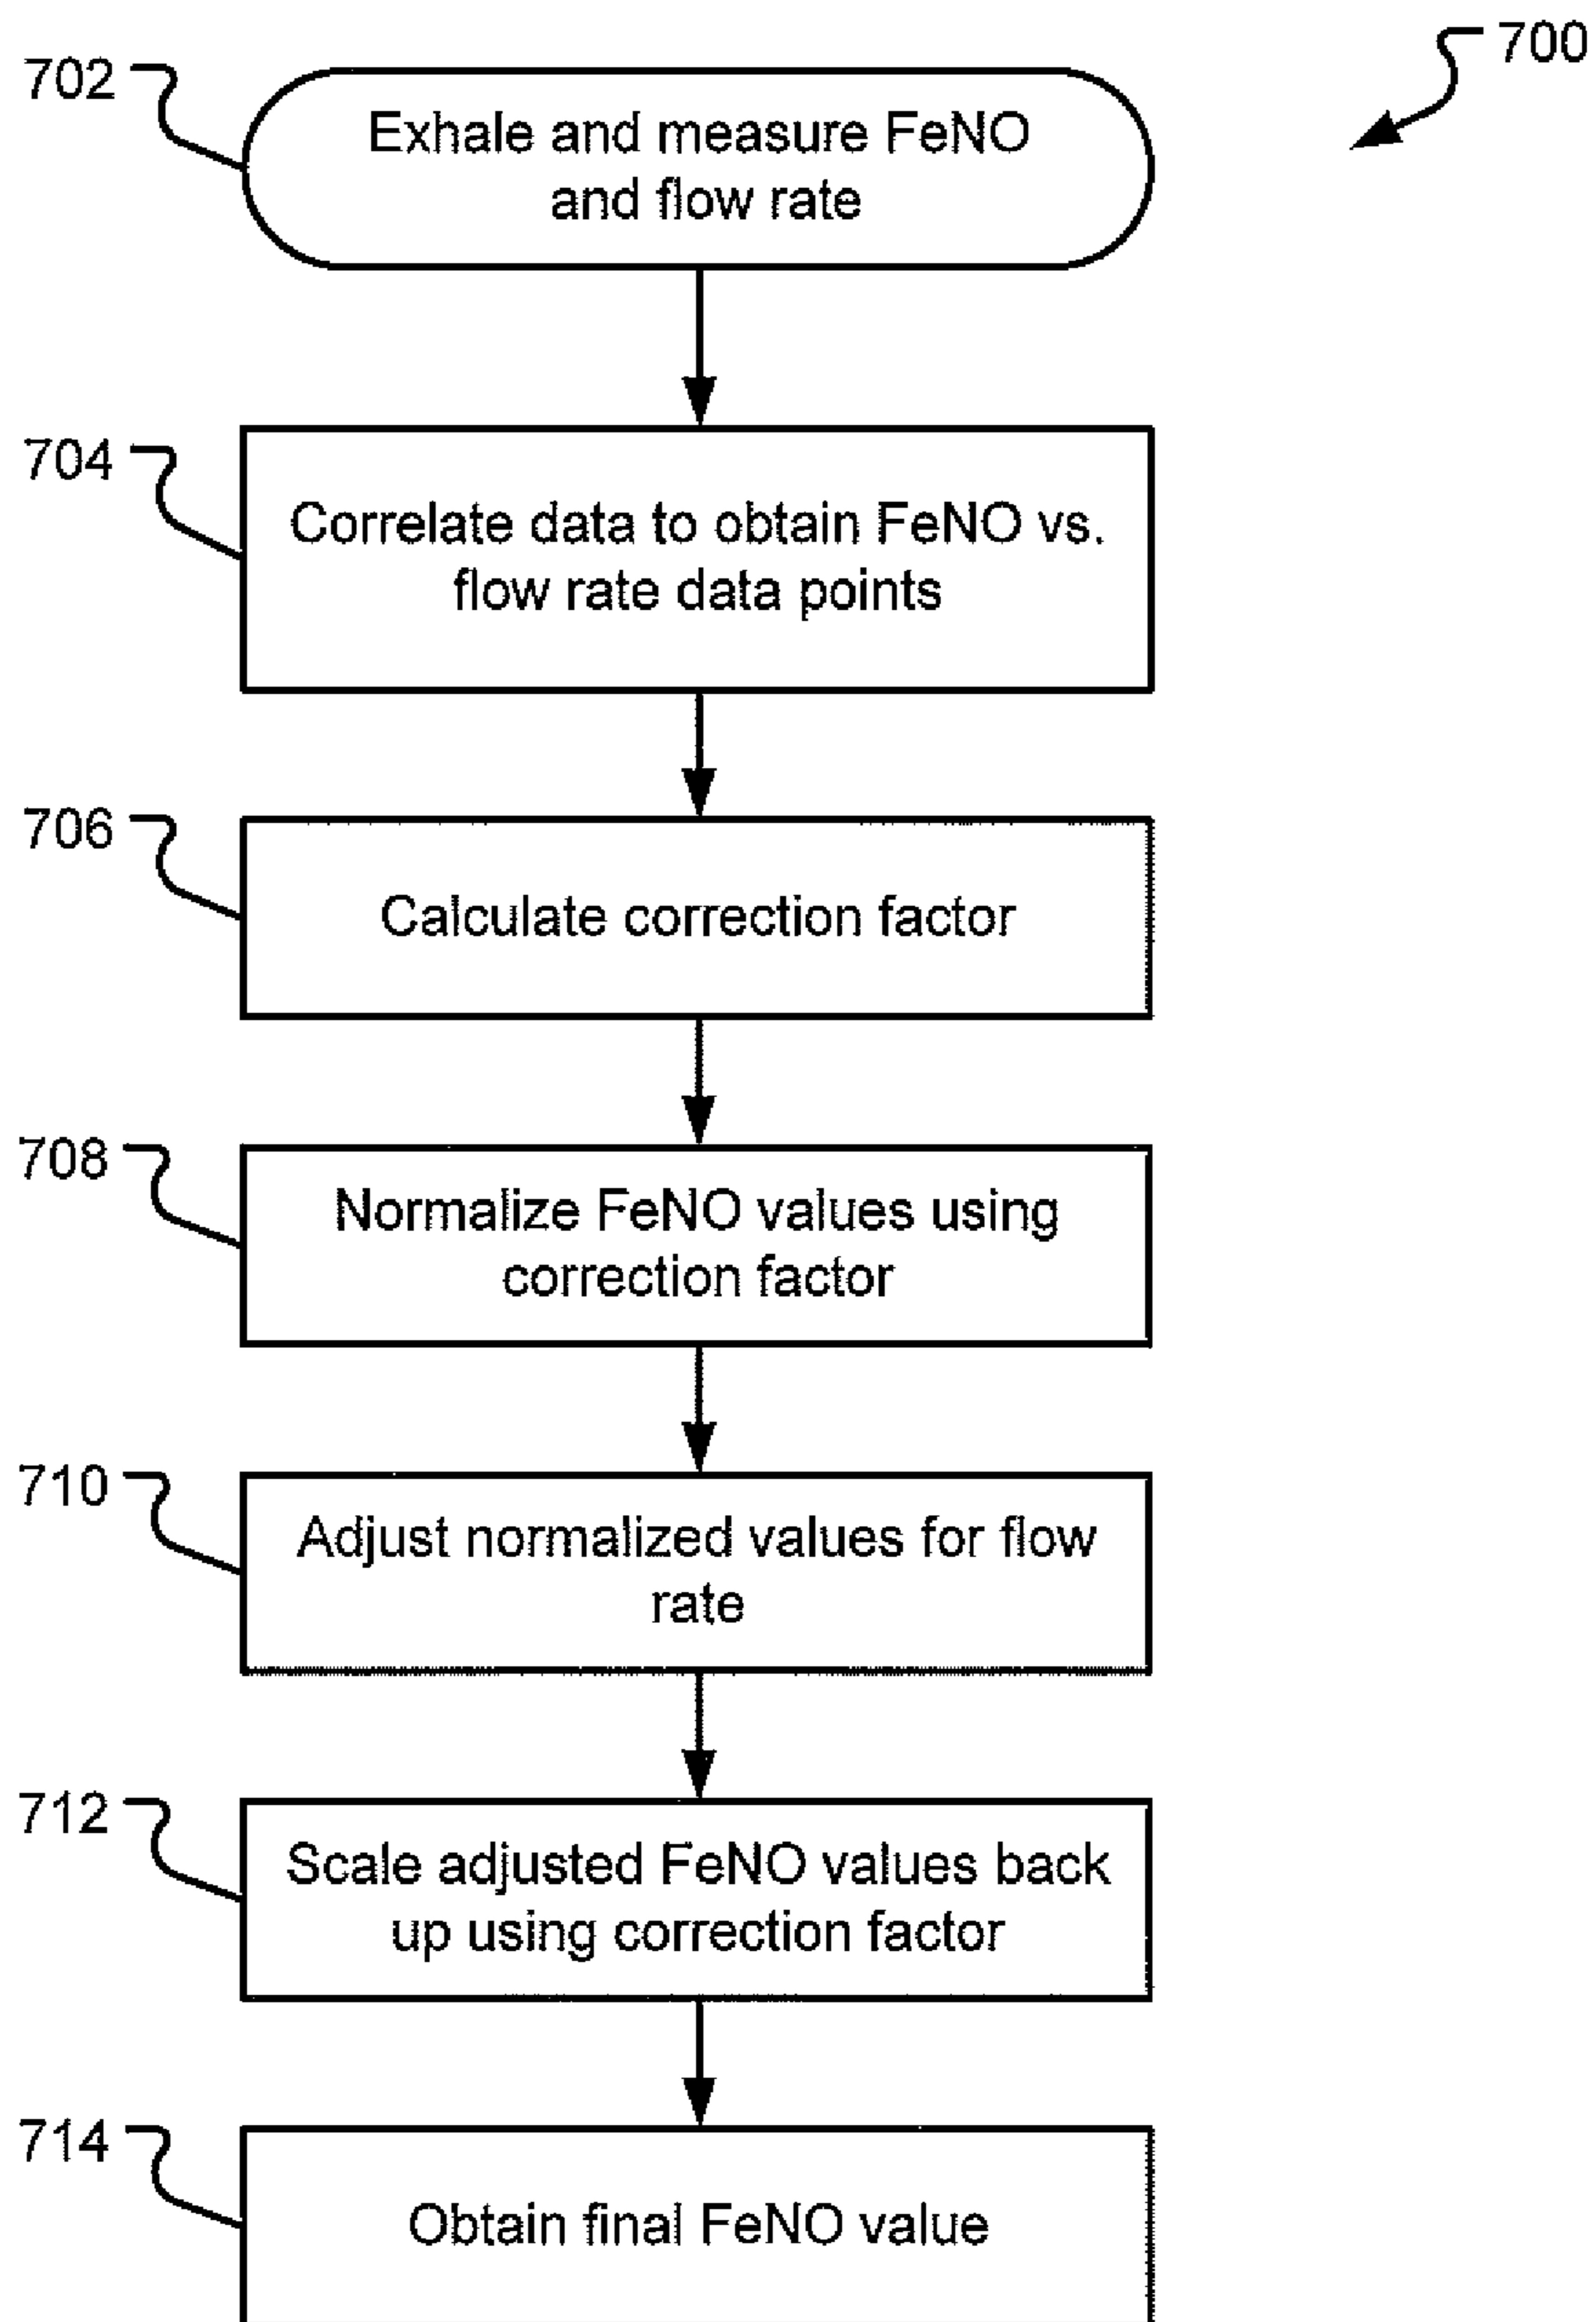 700
702
Exhale and measure FeNO
and flow rate
704
Correlate data to obtain FeNO vs.
flow rate data points
706
Calculate correction factor
708
Normalize FeNO values using
correction factor
710
Adjust normalized values for flow
rate
712
Scale adjusted FeNO values back
up using correction factor
714
Obtain final FeNO value